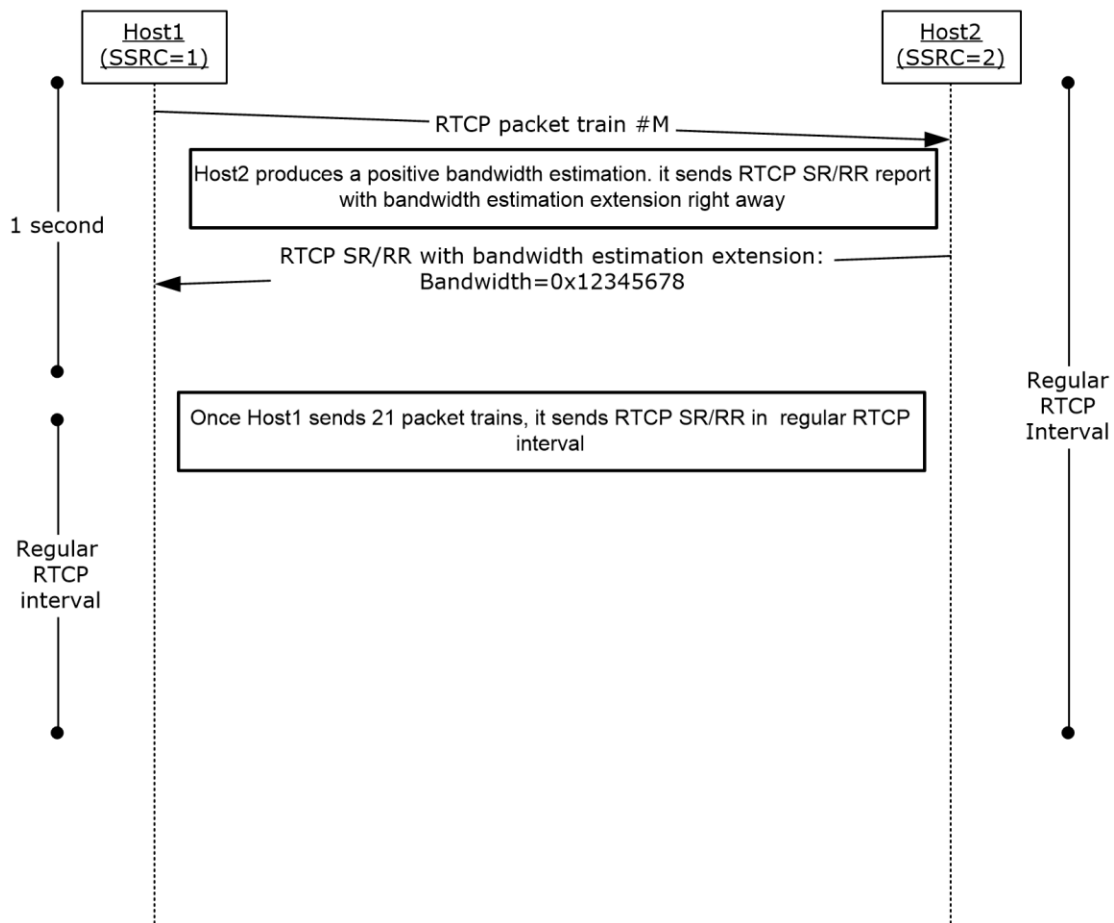 Host1
(SSRC=1)
Host2
(SSRC=2)
RTCP packet train #M
Host2 produces a positive bandwidth estimation. it sends RTCP SR/RR report
with bandwidth estimation extension right away
1 second
RTCP SR/RR with bandwidth estimation extension:
Bandwidth=0x12345678
Regular
RTCP
Interval
Once Host1 sends 21 packet trains, it sends RTCP SR/RR in regular RTCP
interval
Regular
RTCP
interval